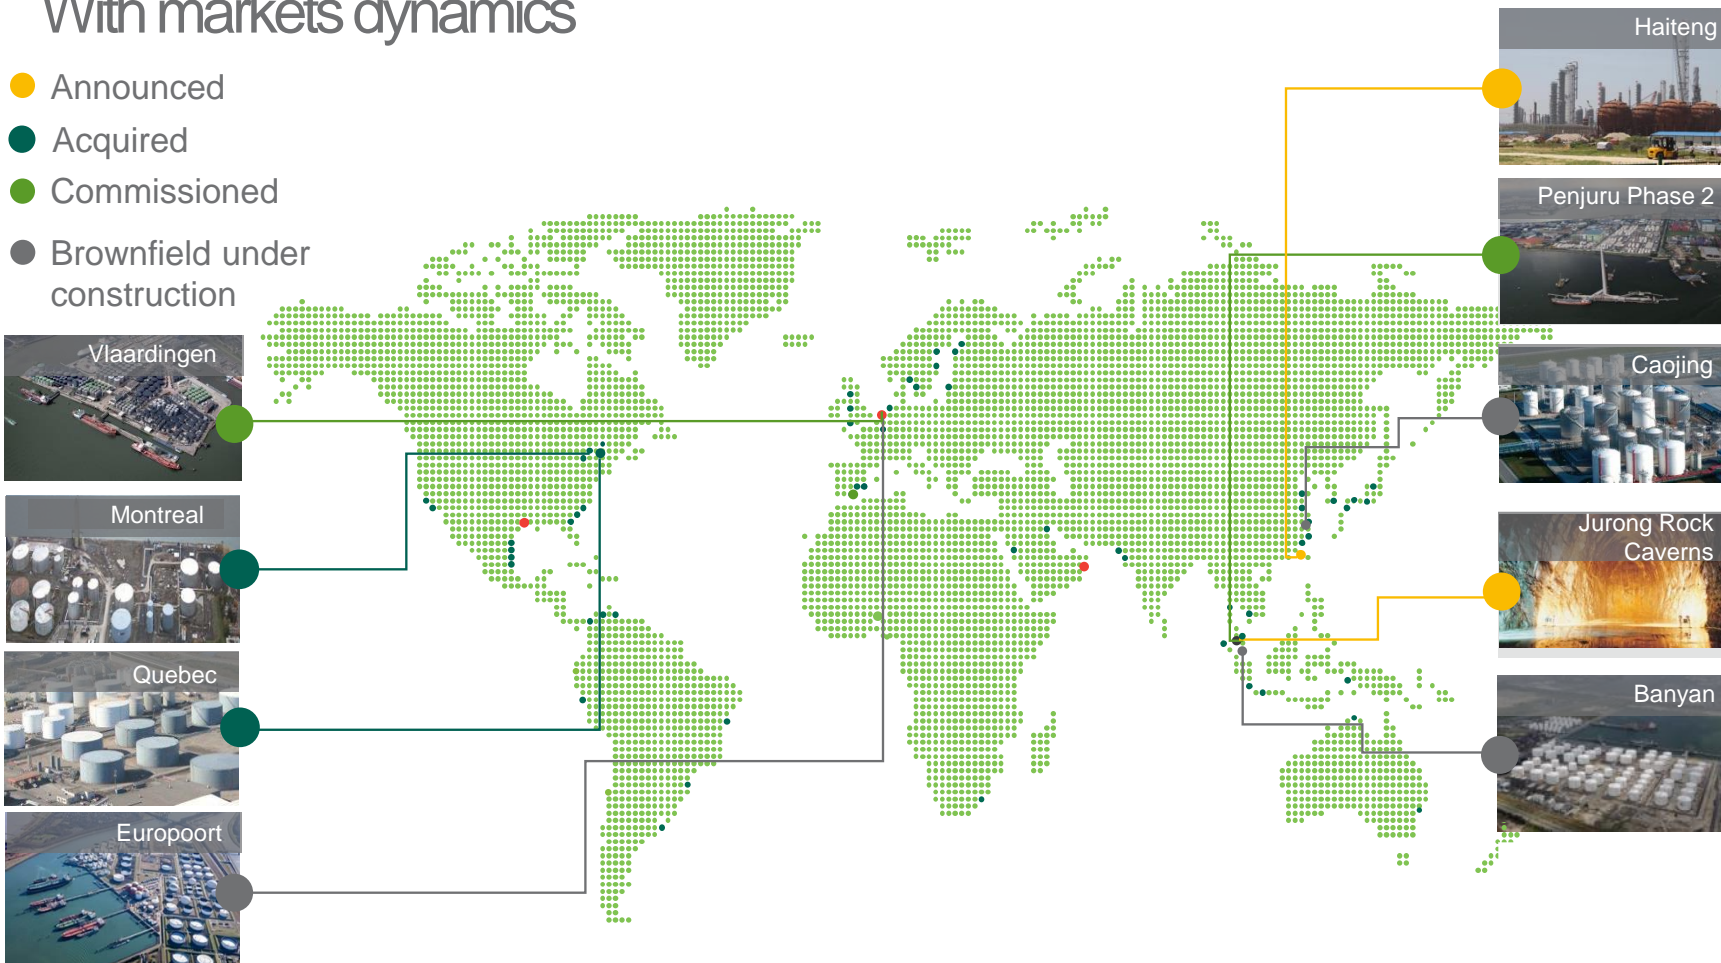 With markets dynamics
Announced
Acquired
Commissioned
Brownfield under
construction
Vlaardingen
Montreal
Quebec
Europoort
Haiteng
Penjuru Phase 2
Caojing
Jurong Rock
Caverns
Banyan